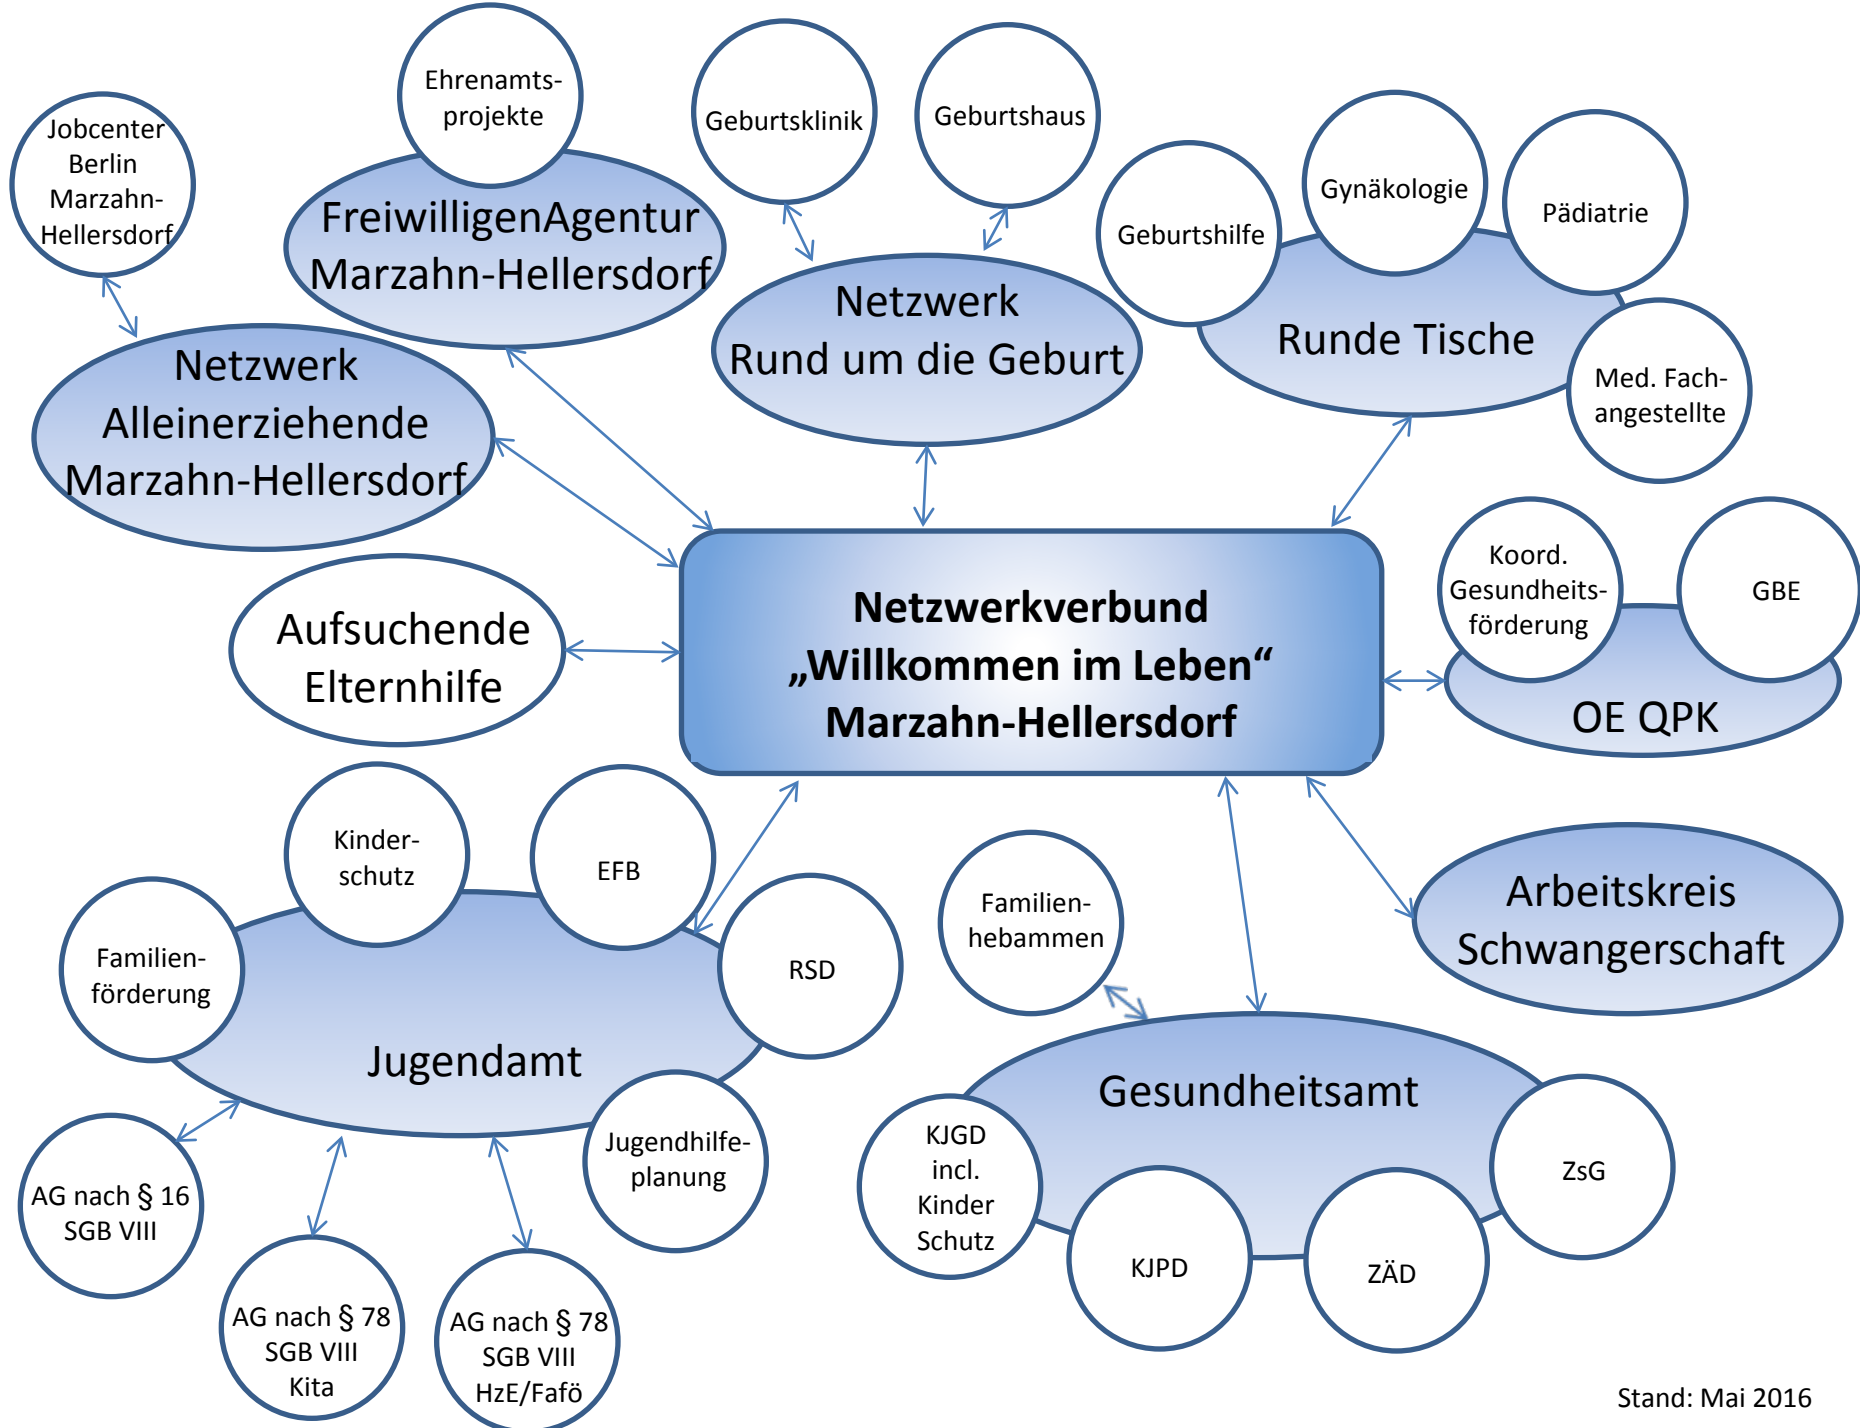 Ehrenamts-
projekte
Geburtsklinik
Geburtshaus
Jobcenter
Berlin
Marzahn-
Hellersdorf
FreiwilligenAgentur
Marzahn-Hellersdorf
Geburtshilfe
Gynäkologie
Pädiatrie
Netzwerk
Rund um die Geburt
Runde Tische
Med. Fach-
angestellte
Netzwerk
Alleinerziehende
Marzahn-Hellersdorf
Koord.
Gesundheits-
förderung
GBE
OE QPK
Aufsuchende
Elternhilfe
Netzwerkverbund
„Willkommen im Leben“
Marzahn-Hellersdorf
Kinder-
schutz
EFB
Familien-
förderung
RSD
Jugendamt
Jugendhilfe-
planung
AG nach § 16
SGB VIII
AG nach § 78
SGB VIII
Kita
AG nach § 78
SGB VIII
HzE/Fafö
Familien-
hebammen
Arbeitskreis
Schwangerschaft
Gesundheitsamt
KJGD
incl.
Kinder
Schutz
KJPD
ZÄD
ZsG
Stand: Mai 2016